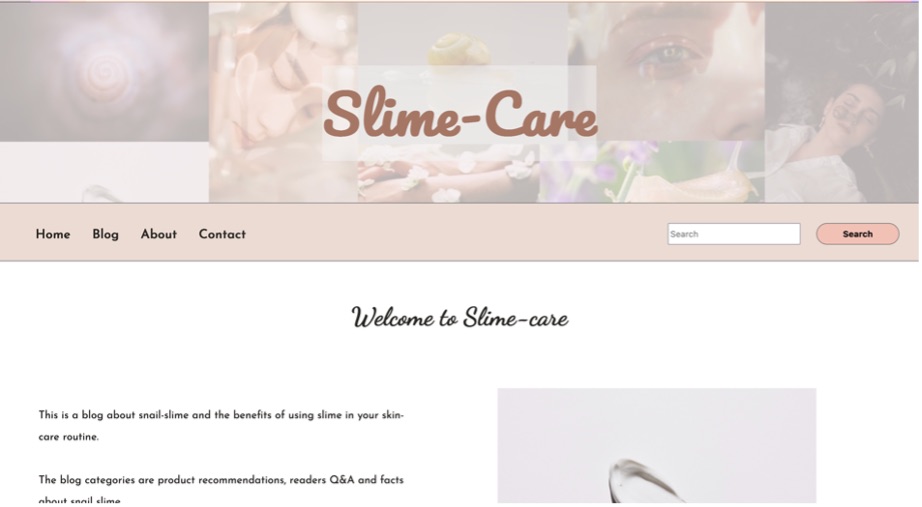 Slime-Care
Home Blog About Contact
Search Search
Welcome to Slime-care
This is a blog about snail-slime and the benefits of using slime in your skin-
care routine.
The blog categories are product recommendations, readers Q&A and facts
about snail slime.